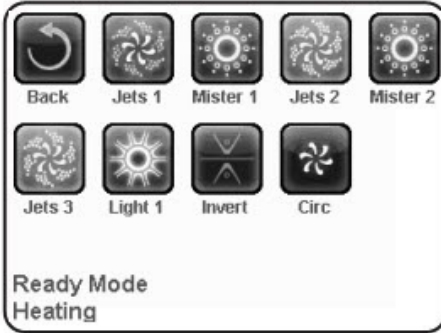 Back Jets 1 Mister 1 Jets 2 Mister 2
Jets 3 Light 1 Invert Circ
Ready Mode
Heating